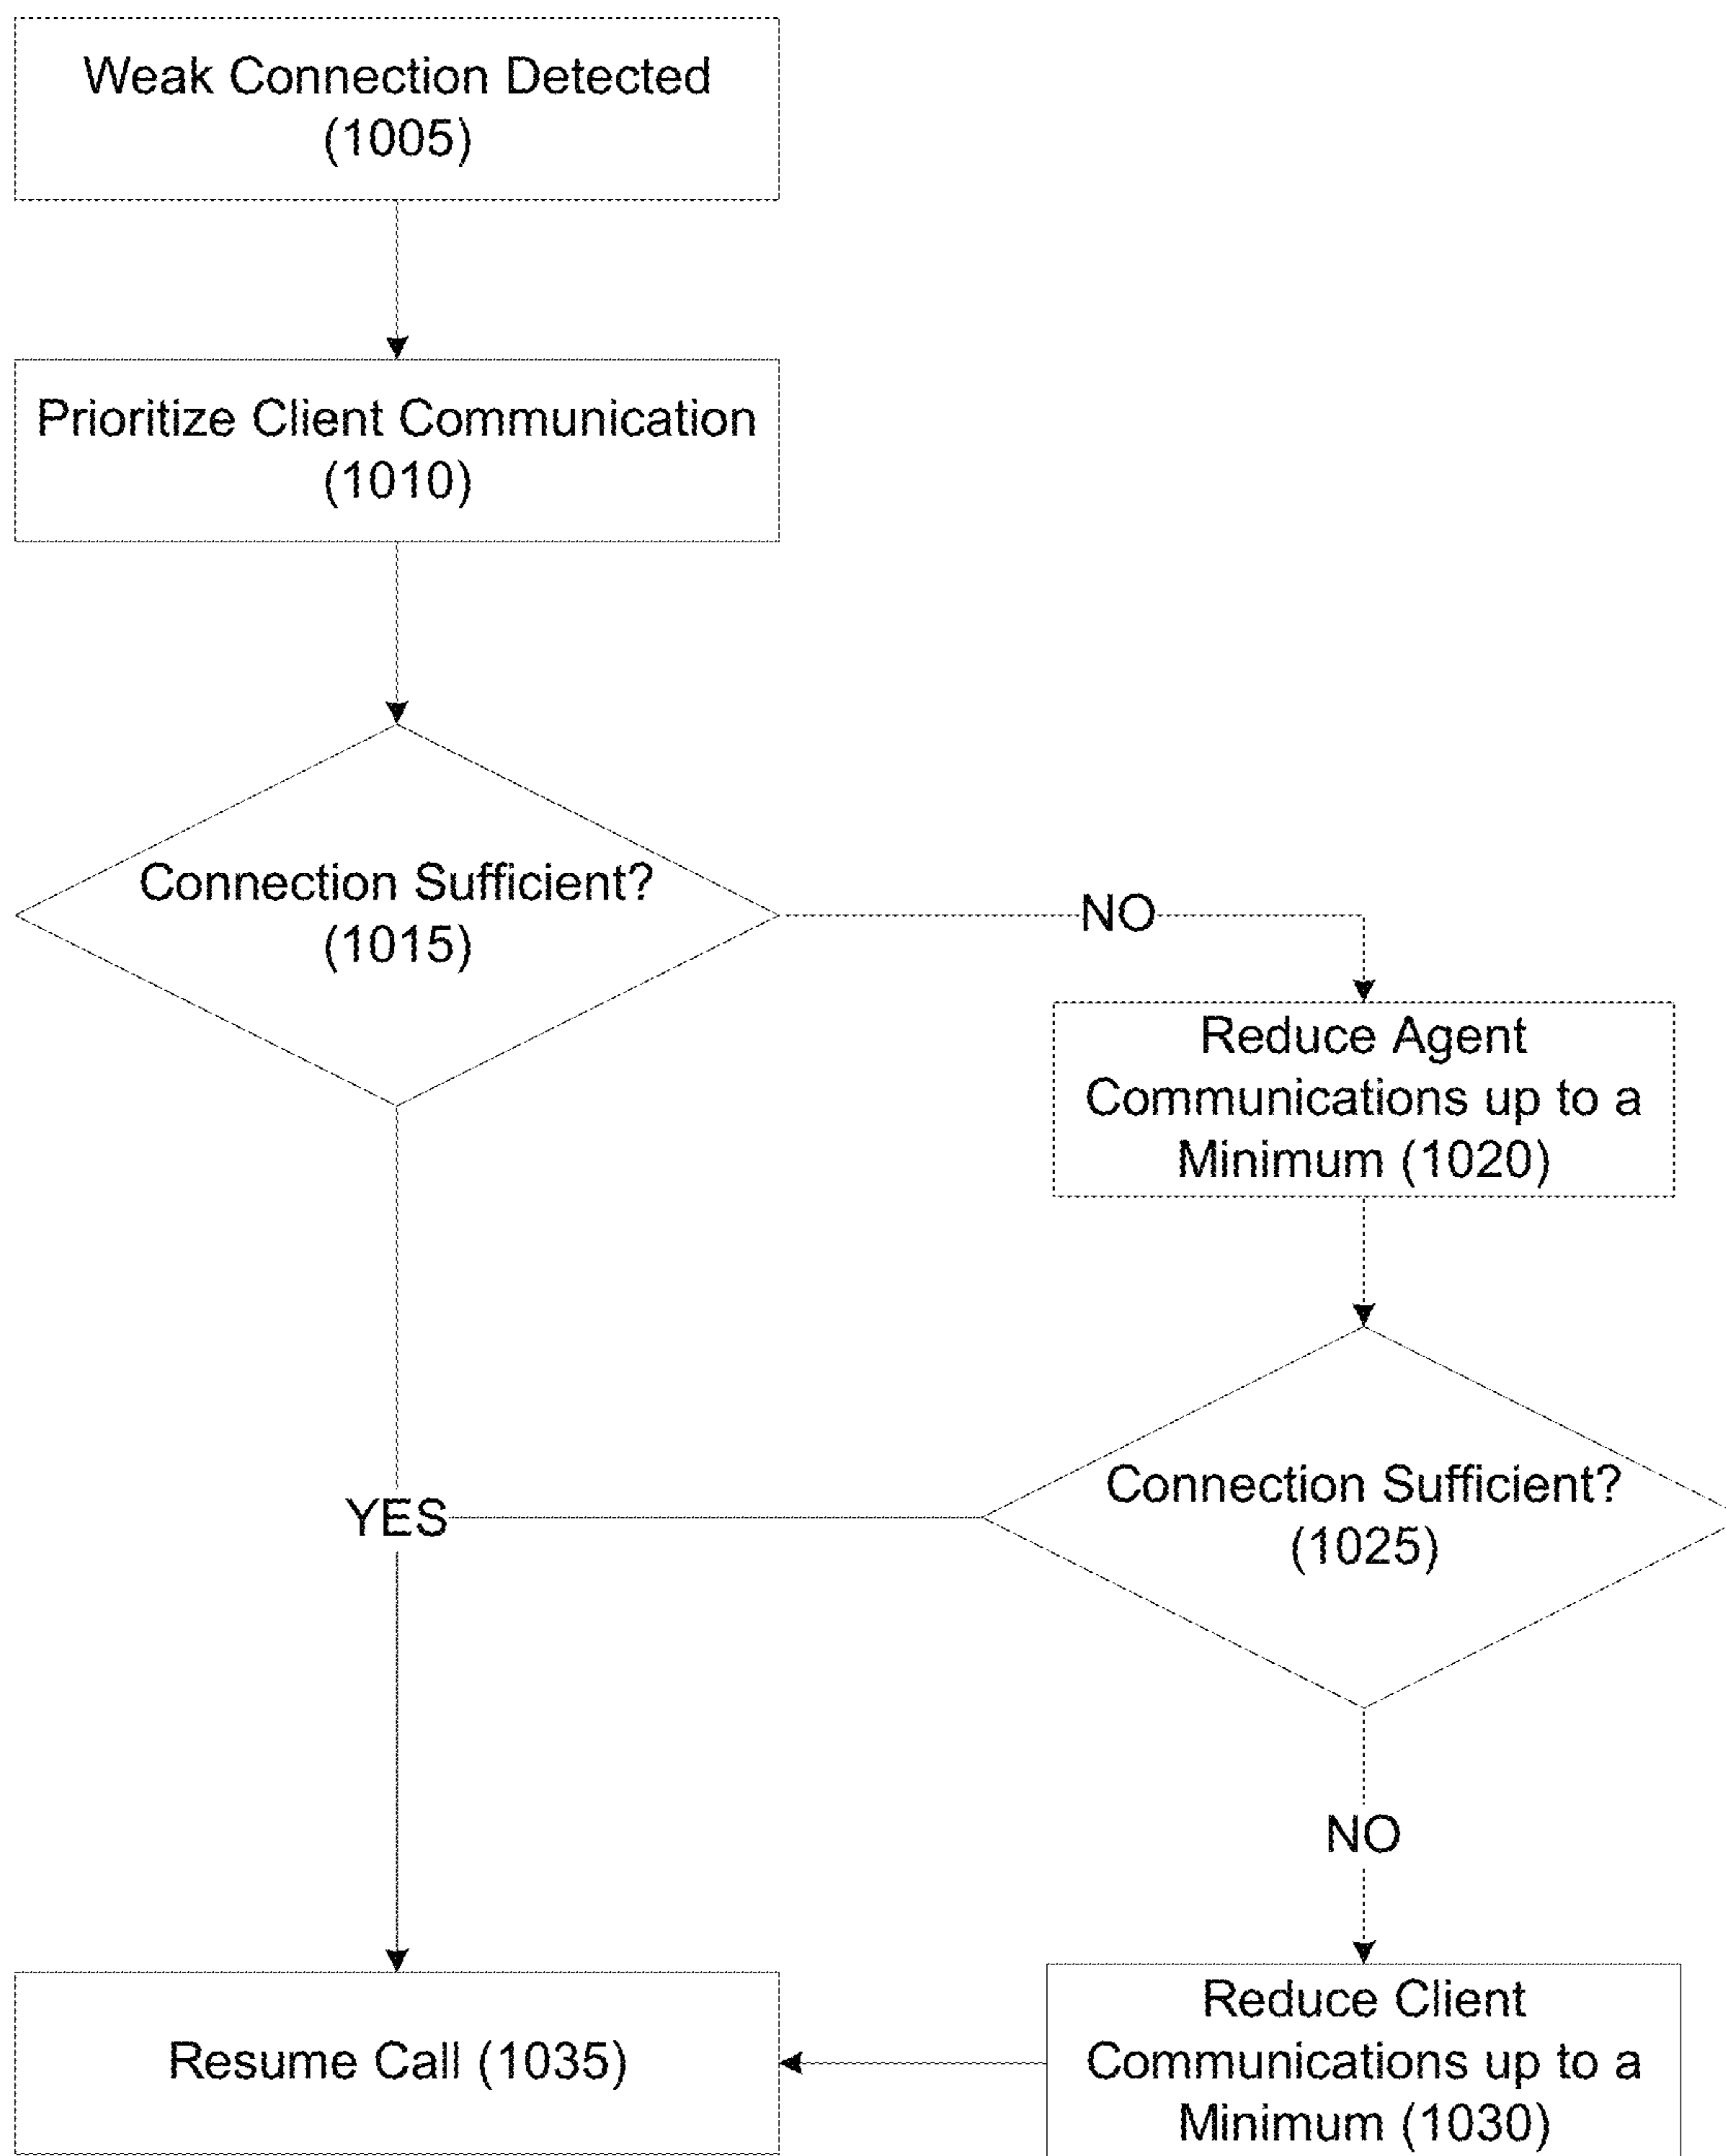 Weak Connection Detected
(1005)
Prioritize Client Communication
(1010)
Connection Sufficient?
(1015)
NO
Reduce Agent
Communications up to a
Minimum (1020)
Connection Sufficient?
(1025)
YES
NO
Reduce Client
Communications up to a
Minimum (1030)
Resume Call (1035)